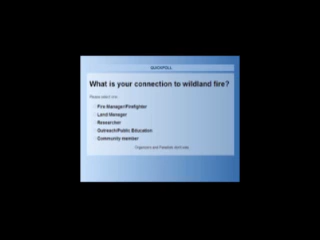 QUICKPOLL
What is your connection to wildland fire?
Please select one:
Fire Manager/Firefighter
Land Manager
Researcher
Outreach/Public Education
Community member